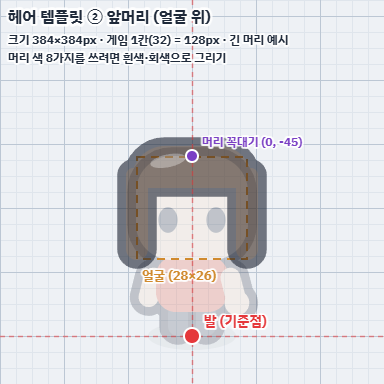 헤어 템플릿 ② 앞머리 (얼굴 위)
크기 384×384px · 게임 1칸(32) = 128px · 긴 머리 예시
머리 색 8가지를 쓰려면 흰색·회색으로 그리기
머리 꼭대기 (0, -45)
얼굴 (28×26)
발 (기준점)